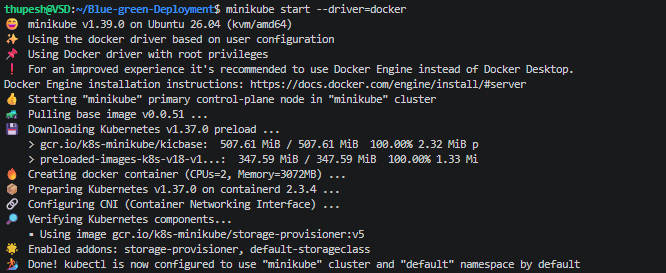 thupesh@VSD:~/Blue-green-Deployment$ minikube start --driver=docker
😄 minikube v1.39.0 on Ubuntu 26.04 (kvm/amd64)
✨ Using the docker driver based on user configuration
📌 Using Docker driver with root privileges
❗ For an improved experience it's recommended to use Docker Engine instead of Docker Desktop.
Docker Engine installation instructions: https://docs.docker.com/engine/install/#server
👍 Starting "minikube" primary control-plane node in "minikube" cluster
🚜 Pulling base image v0.0.51 ...
💾 Downloading Kubernetes v1.37.0 preload ...
> gcr.io/k8s-minikube/kicbase: 507.61 MiB / 507.61 MiB 100.00% 2.32 MiB p
> preloaded-images-k8s-v18-v1...: 347.59 MiB / 347.59 MiB 100.00% 1.33 Mi
🔥 Creating docker container (CPUs=2, Memory=3072MB) ...
📦 Preparing Kubernetes v1.37.0 on containerd 2.3.4 ...
🔗 Configuring CNI (Container Networking Interface) ...
🔎 Verifying Kubernetes components...
▪ Using image gcr.io/k8s-minikube/storage-provisioner:v5
🌟 Enabled addons: storage-provisioner, default-storageclass
🏄 Done! kubectl is now configured to use "minikube" cluster and "default" namespace by default